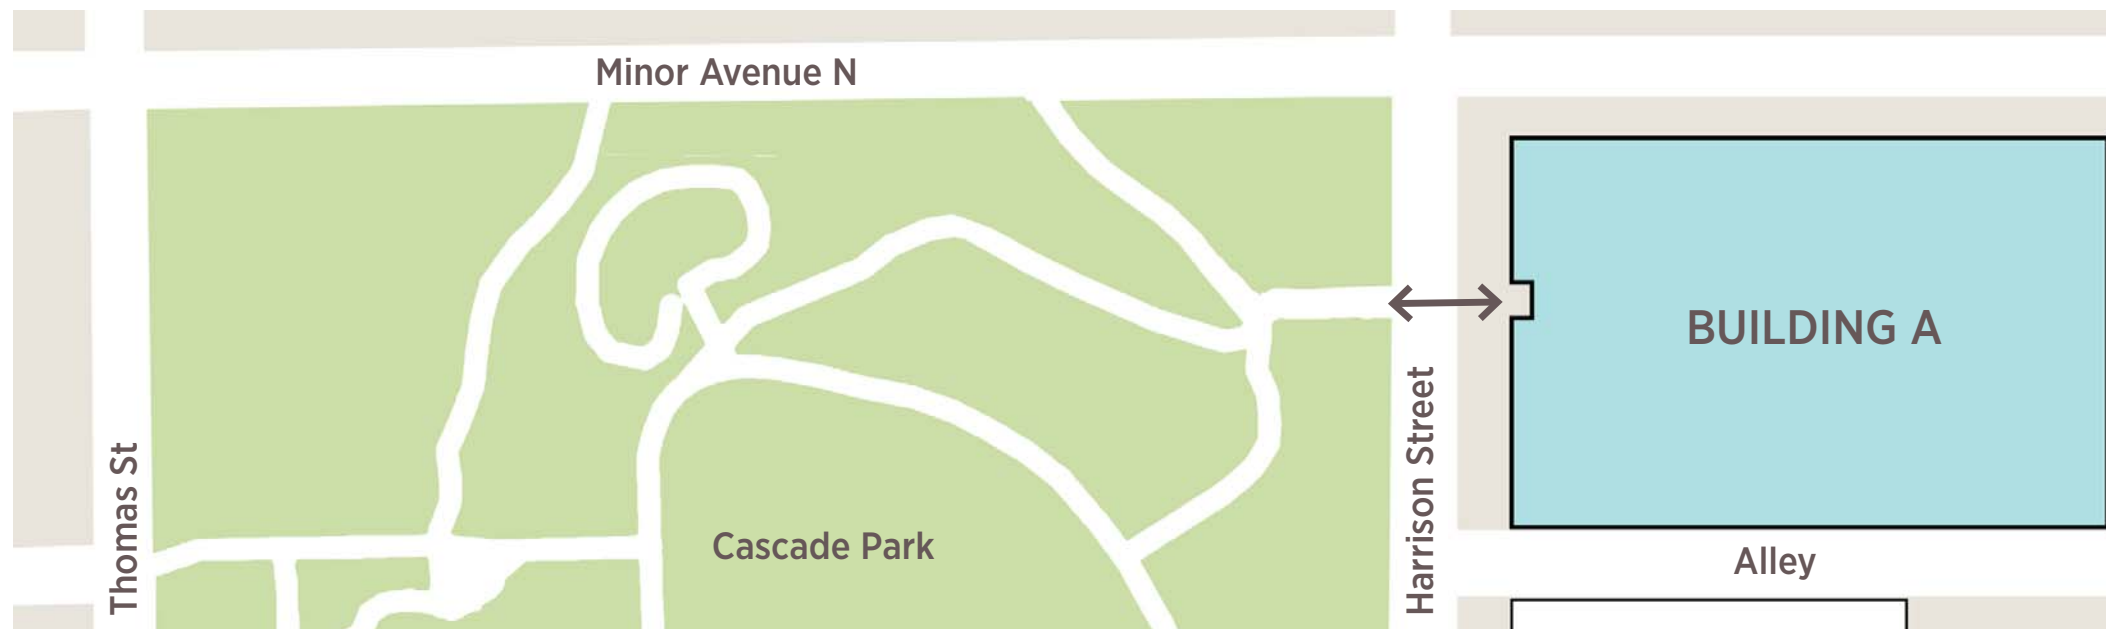 Minor Avenue N
BUILDING A
Harrison Street
Thomas St
Cascade Park
Alley